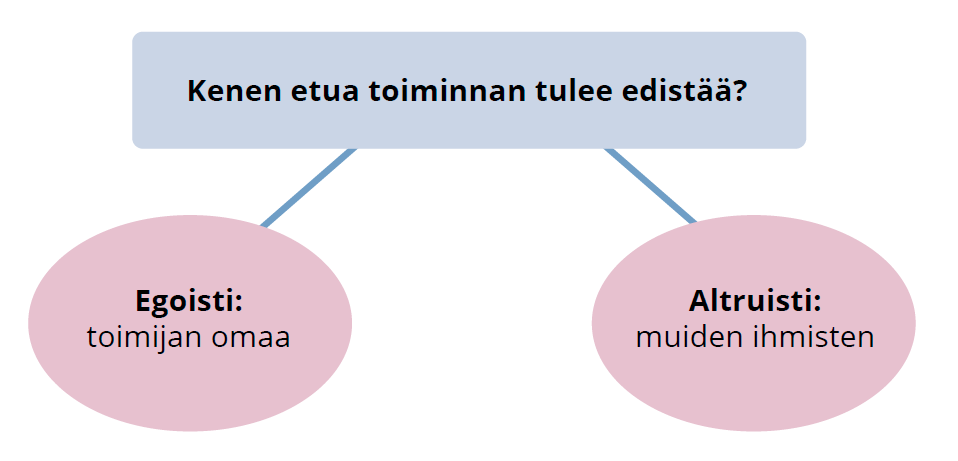 Kenen etua toiminnan tulee edistää?
Egoisti:
toimijan omaa
Altruisti:
muiden ihmisten